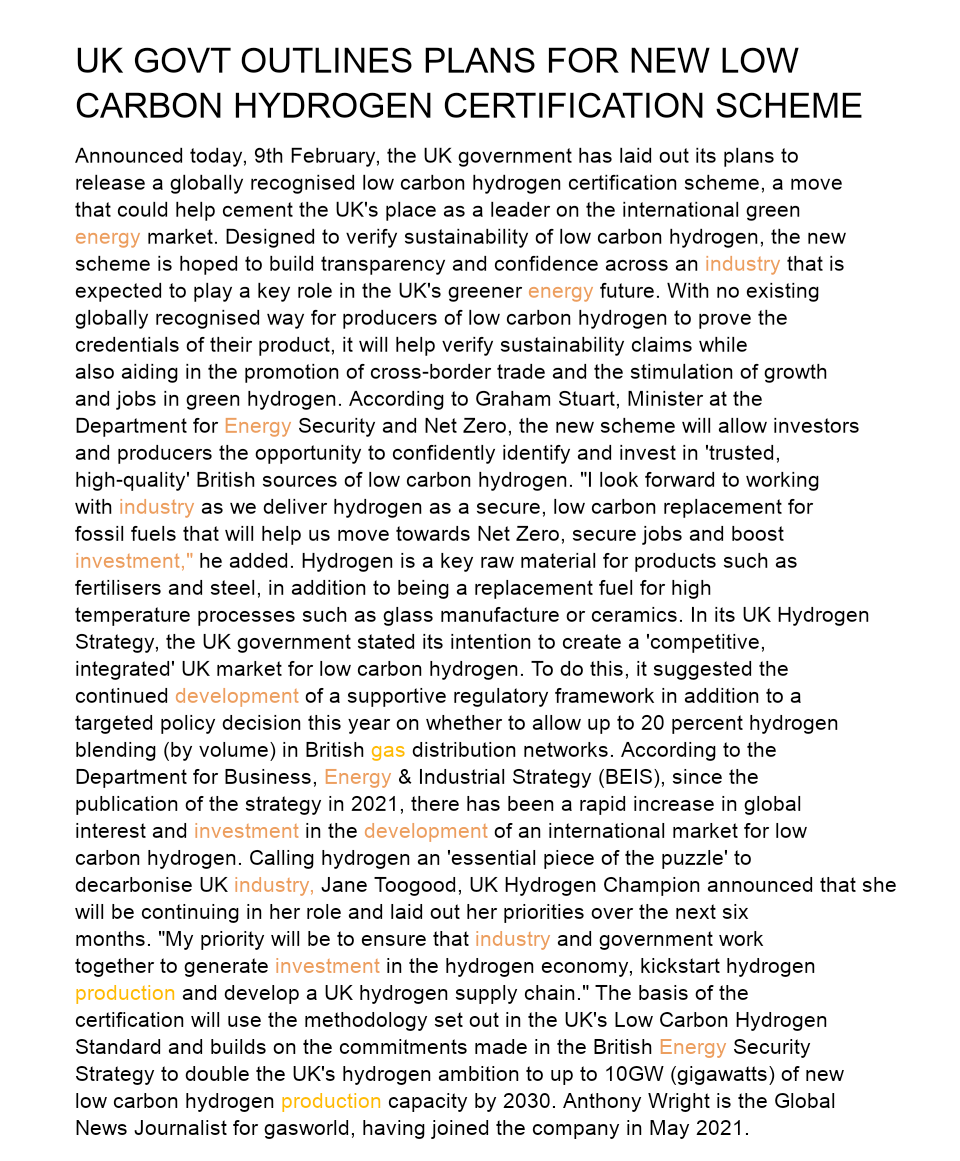 UK GOVT OUTLINES PLANS FOR NEW LOW
CARBON HYDROGEN CERTIFICATION SCHEME
Announced today, 9th February, the UK government has laid out its plans to
release a globally recognised low carbon hydrogen certification scheme, a move
that could help cement the UK's place as a leader on the international green
energy market. Designed to verify sustainability of low carbon hydrogen, the new
scheme is hoped to build transparency and confidence across an industry that is
expected to play a key role in the UK's greener energy future. With no existing
globally recognised way for producers of low carbon hydrogen to prove the
credentials of their product, it will help verify sustainability claims while
also aiding in the promotion of cross-border trade and the stimulation of growth
and jobs in green hydrogen. According to Graham Stuart, Minister at the
Department for Energy Security and Net Zero, the new scheme will allow investors
and producers the opportunity to confidently identify and invest in 'trusted,
high-quality' British sources of low carbon hydrogen. "I look forward to working
with industry as we deliver hydrogen as a secure, low carbon replacement for
fossil fuels that will help us move towards Net Zero, secure jobs and boost
investment," he added. Hydrogen is a key raw material for products such as
fertilisers and steel, in addition to being a replacement fuel for high
temperature processes such as glass manufacture or ceramics. In its UK Hydrogen
Strategy, the UK government stated its intention to create a 'competitive,
integrated' UK market for low carbon hydrogen. To do this, it suggested the
continued development of a supportive regulatory framework in addition to a
targeted policy decision this year on whether to allow up to 20 percent hydrogen
blending (by volume) in British gas distribution networks. According to the
Department for Business, Energy & Industrial Strategy (BEIS), since the
publication of the strategy in 2021, there has been a rapid increase in global
interest and investment in the development of an international market for low
carbon hydrogen. Calling hydrogen an 'essential piece of the puzzle' to
decarbonise UK industry, Jane Toogood, UK Hydrogen Champion announced that she
will be continuing in her role and laid out her priorities over the next six
months. "My priority will be to ensure that industry and government work
together to generate investment in the hydrogen economy, kickstart hydrogen
production and develop a UK hydrogen supply chain." The basis of the
certification will use the methodology set out in the UK's Low Carbon Hydrogen
Standard and builds on the commitments made in the British Energy Security
Strategy to double the UK's hydrogen ambition to up to 10GW (gigawatts) of new
low carbon hydrogen production capacity by 2030. Anthony Wright is the Global
News Journalist for gasworld, having joined the company in May 2021.